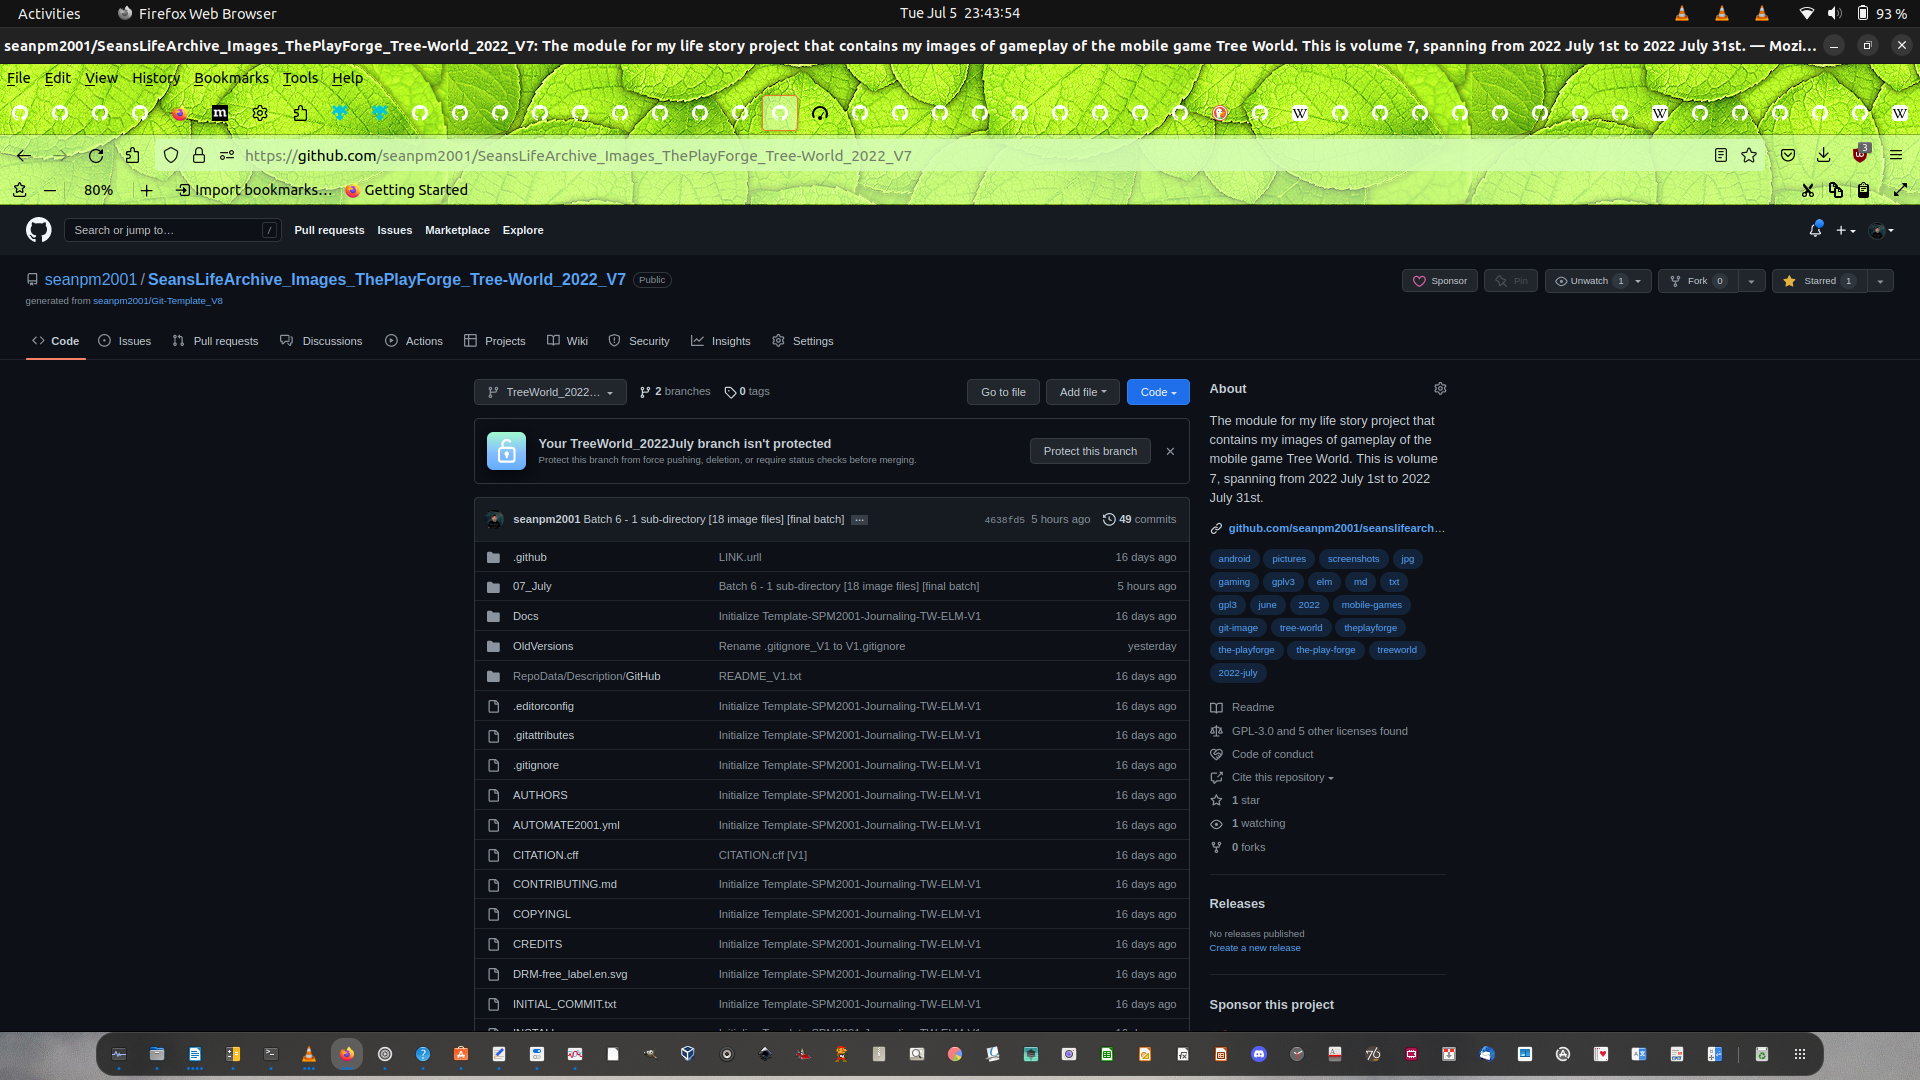 Activities
Firefox Web Browser
Tue Jul 5 23:43:54
93 %
seanpm2001/SeansLifeArchive_Images_ThePlayForge_Tree-World_2022_V7: The module for my life story project that contains my images of gameplay of the mobile game Tree World. This is volume 7, spanning from 2022 July 1st to 2022 July 31st. — Mozi…
File Edit View History Bookmarks Tools Help
https://github.com/seanpm2001/SeansLifeArchive_Images_ThePlayForge_Tree-World_2022_V7
3
80%
Import bookmarks…
Getting Started
Search or jump to…
/
Pull requests Issues Marketplace Explore
seanpm2001 / SeansLifeArchive_Images_ThePlayForge_Tree-World_2022_V7 Public
Sponsor
Pin
Unwatch 1
Fork 0
Starred 1
generated from seanpm2001/Git-Template_V8
Code
Issues
Pull requests
Discussions
Actions
Projects
Wiki
Security
Insights
Settings
TreeWorld_2022…
2 branches
0 tags
Go to file
Add file
Code
Your TreeWorld_2022July branch isn't protected
Protect this branch from force pushing, deletion, or require status checks before merging.
Protect this branch
seanpm2001 Batch 6 - 1 sub-directory [18 image files] [final batch] …
4638fd5 5 hours ago
49 commits
.github LINK.urll 16 days ago
07_July Batch 6 - 1 sub-directory [18 image files] [final batch] 5 hours ago
Docs Initialize Template-SPM2001-Journaling-TW-ELM-V1 16 days ago
OldVersions Rename .gitignore_V1 to V1.gitignore yesterday
RepoData/Description/GitHub README_V1.txt 16 days ago
.editorconfig Initialize Template-SPM2001-Journaling-TW-ELM-V1 16 days ago
.gitattributes Initialize Template-SPM2001-Journaling-TW-ELM-V1 16 days ago
.gitignore Initialize Template-SPM2001-Journaling-TW-ELM-V1 16 days ago
AUTHORS Initialize Template-SPM2001-Journaling-TW-ELM-V1 16 days ago
AUTOMATE2001.yml Initialize Template-SPM2001-Journaling-TW-ELM-V1 16 days ago
CITATION.cff CITATION.cff [V1] 16 days ago
CONTRIBUTING.md Initialize Template-SPM2001-Journaling-TW-ELM-V1 16 days ago
COPYINGL Initialize Template-SPM2001-Journaling-TW-ELM-V1 16 days ago
CREDITS Initialize Template-SPM2001-Journaling-TW-ELM-V1 16 days ago
DRM-free_label.en.svg Initialize Template-SPM2001-Journaling-TW-ELM-V1 16 days ago
INITIAL_COMMIT.txt Initialize Template-SPM2001-Journaling-TW-ELM-V1 16 days ago
About
The module for my life story project that
contains my images of gameplay of the
mobile game Tree World. This is volume
7, spanning from 2022 July 1st to 2022
July 31st.
github.com/seanpm2001/seanslifearch…
android pictures screenshots jpg
gaming gplv3 elm md txt
gpl3 june 2022 mobile-games
git-image tree-world theplayforge
the-playforge the-play-forge treeworld
2022-july
Readme
GPL-3.0 and 5 other licenses found
Code of conduct
Cite this repository
1 star
1 watching
0 forks
Releases
No releases published
Create a new release
Sponsor this project